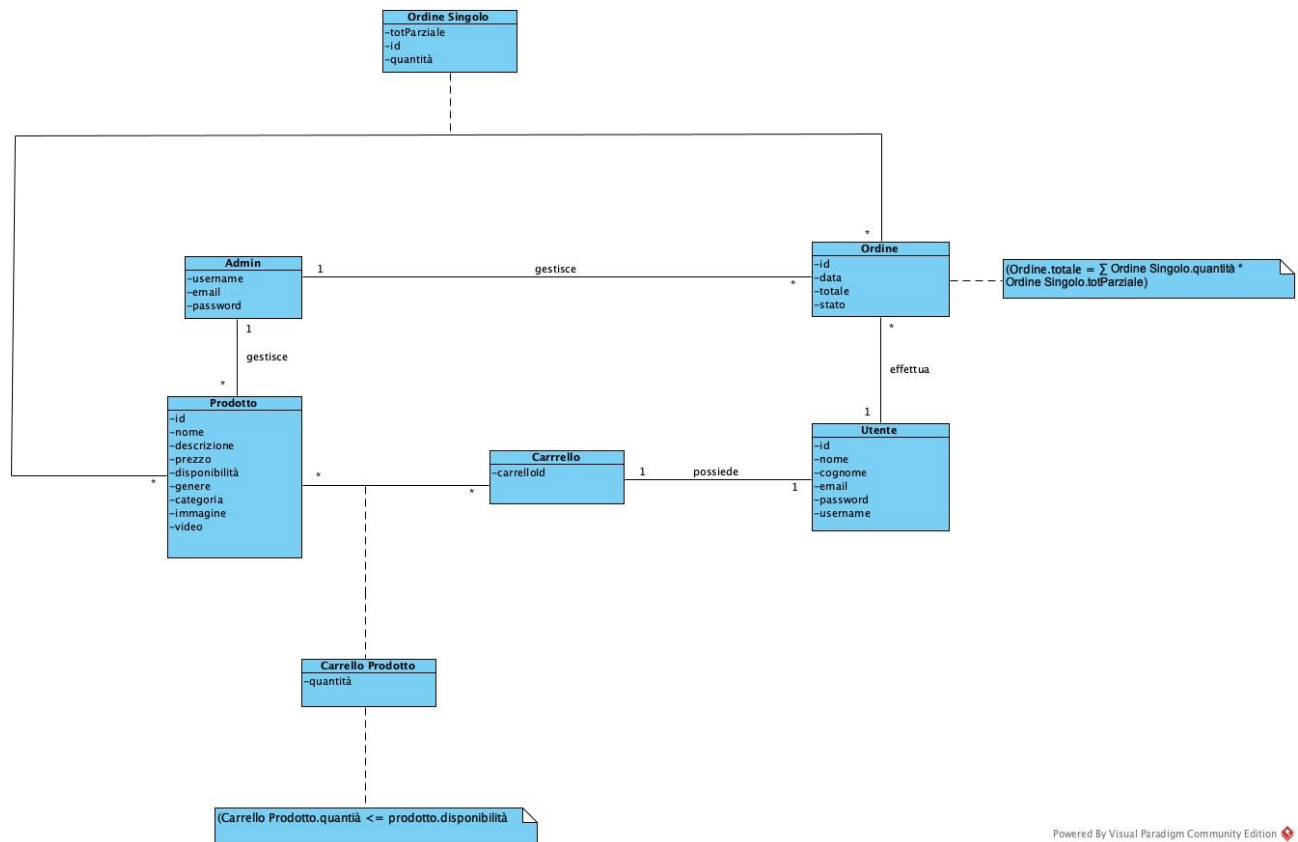 Ordine Singolo
-totParziale
-id
-quantità
*
Ordine
-id
-data
-totale
-stato
(Ordine.totale = ∑ Ordine Singolo.quantità *
Ordine Singolo.totParziale)
Admin
-username
-email
-password
1
gestisce
*
1
gestisce
*
*
effettua
1
Prodotto
-id
-nome
-descrizione
-prezzo
-disponibilità
-genere
-categoria
-immagine
-video
*
*
*
Carrrello
-carrelloId
1
possiede
1
Utente
-id
-nome
-cognome
-email
-password
-username
Carrello Prodotto
-quantità
(Carrello Prodotto.quantià <= prodotto.disponibilità
Powered By Visual Paradigm Community Edition